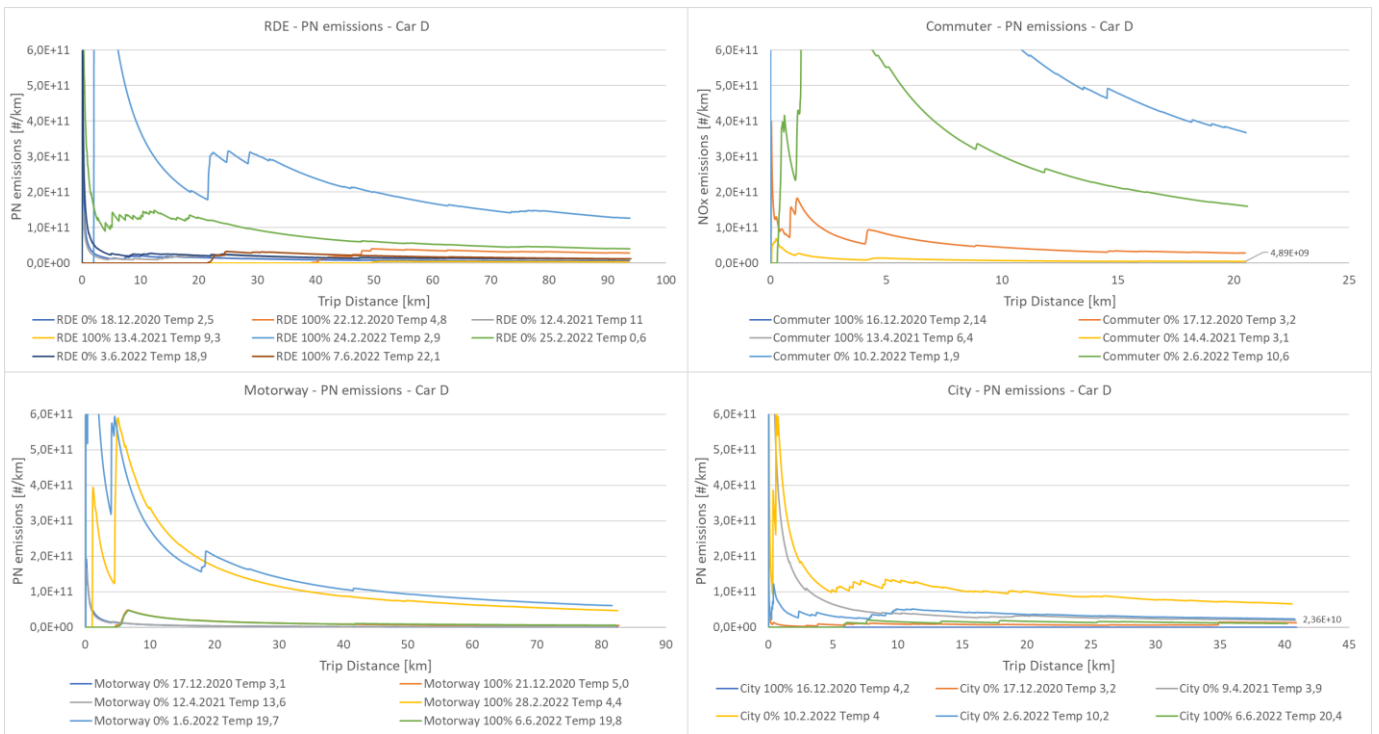 RDE - PN emissions - Car D
6,0E+11
5,0E+11
4,0E+11
3,0E+11
2,0E+11
1,0E+11
0,0E+00
PN emissions [#/km]
0 10 20 30 40 50 60 70 80 90 100
Trip Distance [km]
RDE 0% 18.12.2020 Temp 2,5
RDE 100% 22.12.2020 Temp 4,8
RDE 0% 12.4.2021 Temp 11
RDE 100% 13.4.2021 Temp 9,3
RDE 100% 24.2.2022 Temp 2,9
RDE 0% 25.2.2022 Temp 0,6
RDE 0% 3.6.2022 Temp 18,9
RDE 100% 7.6.2022 Temp 22,1
Commuter - PN emissions - Car D
6,0E+11
5,0E+11
4,0E+11
3,0E+11
2,0E+11
1,0E+11
0,0E+00
NOx emissions [#/km]
4,89E+09
0 5 10 15 20 25
Trip Distance [km]
Commuter 100% 16.12.2020 Temp 2,14
Commuter 0% 17.12.2020 Temp 3,2
Commuter 100% 13.4.2021 Temp 6,4
Commuter 0% 14.4.2021 Temp 3,1
Commuter 0% 10.2.2022 Temp 1,9
Commuter 0% 2.6.2022 Temp 10,6
Motorway - PN emissions - Car D
6,0E+11
5,0E+11
4,0E+11
3,0E+11
2,0E+11
1,0E+11
0,0E+00
PN emissions [#/km]
0 10 20 30 40 50 60 70 80 90
Trip Distance [km]
Motorway 0% 17.12.2020 Temp 3,1
Motorway 100% 21.12.2020 Temp 5,0
Motorway 0% 12.4.2021 Temp 13,6
Motorway 100% 28.2.2022 Temp 4,4
Motorway 0% 1.6.2022 Temp 19,7
Motorway 100% 6.6.2022 Temp 19,8
City - PN emissions - Car D
6,0E+11
5,0E+11
4,0E+11
3,0E+11
2,0E+11
1,0E+11
0,0E+00
PN emissions [#/km]
2,36E+10
0 5 10 15 20 25 30 35 40 45
Trip Distance [km]
City 100% 16.12.2020 Temp 4,2
City 0% 17.12.2020 Temp 3,2
City 0% 9.4.2021 Temp 3,9
City 0% 10.2.2022 Temp 4
City 0% 2.6.2022 Temp 10,2
City 100% 6.6.2022 Temp 20,4